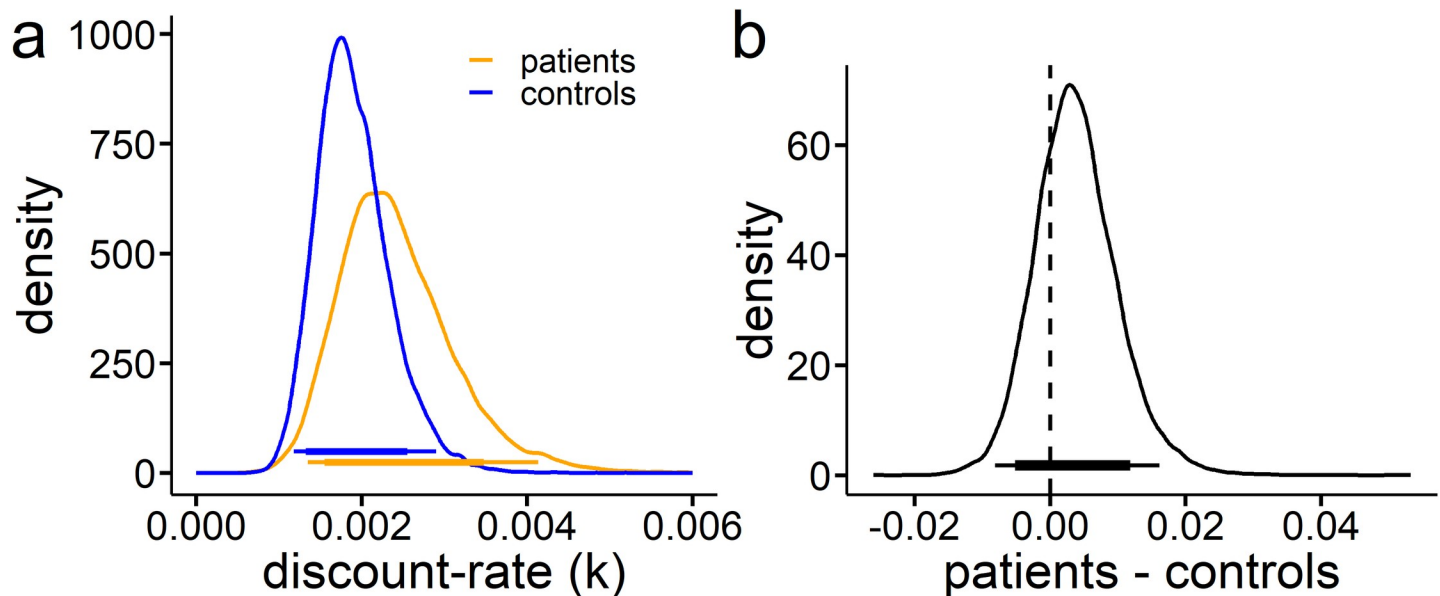 a
1000
750
500
250
0
density
patients
controls
0.000 0.002 0.004 0.006
discount-rate (k)
b
60
40
20
0
density
-0.02 0.00 0.02 0.04
patients - controls